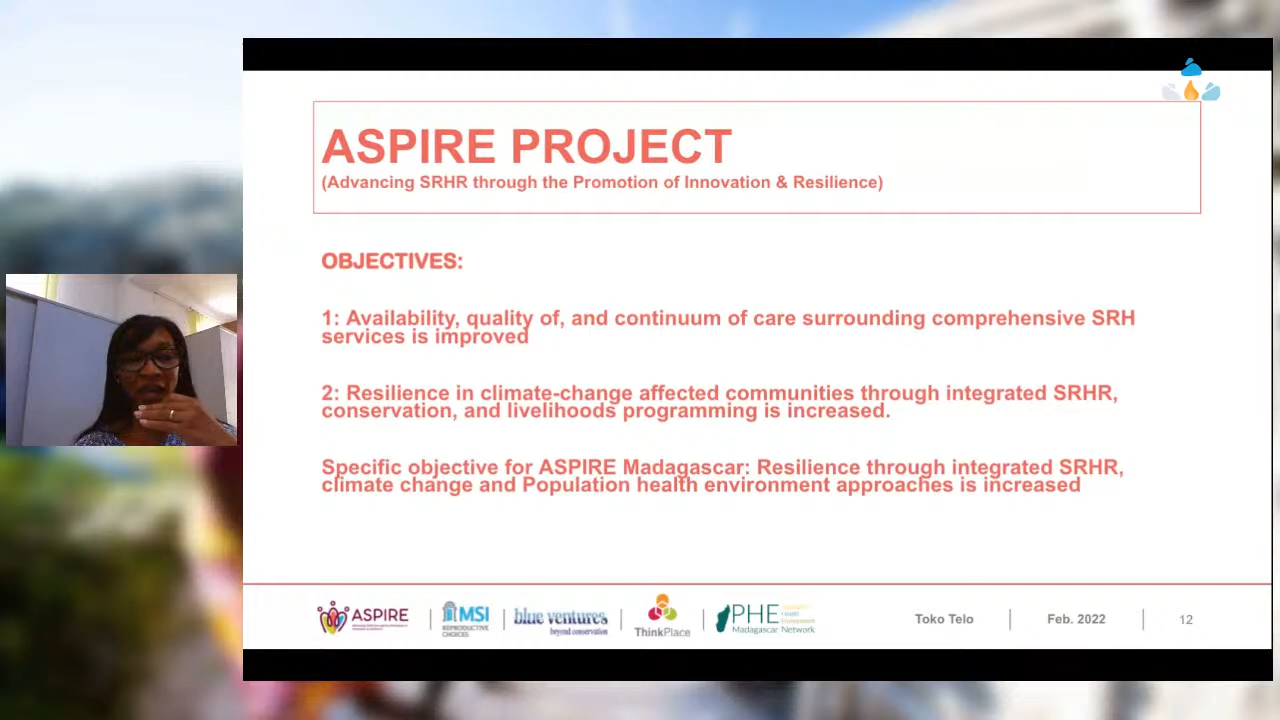 ASPIRE PROJECT
(Advancing SRHR through the Promotion of Innovation & Resilience)
OBJECTIVES:
1: Availability, quality of, and continuum of care surrounding comprehensive SRH
services is improved
2: Resilience in climate-change affected communities through integrated SRHR,
conservation, and livelihoods programming is increased.
Specific objective for ASPIRE Madagascar: Resilience through integrated SRHR,
climate change and Population health environment approaches is increased
ASPIRE
MSI
REPRODUCTIVE
CHOICES
blue ventures
beyond conservation
ThinkPlace
PHE
Madagascar Network
Toko Telo
Feb. 2022
12